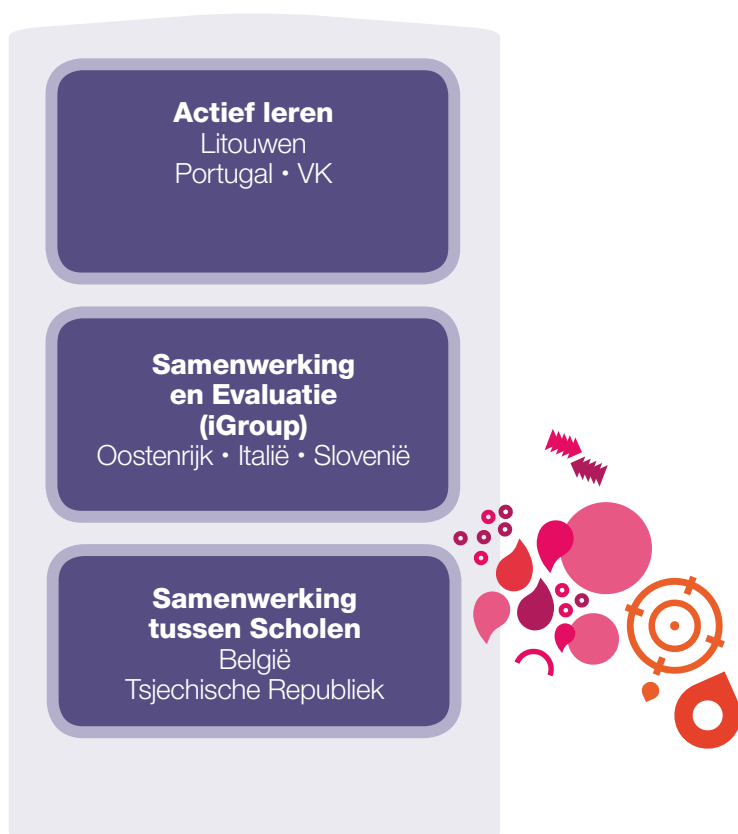 Actief leren
Litouwen
Portugal • VK
Samenwerking
en Evaluatie
(iGroup)
Oostenrijk • Italië • Slovenië
Samenwerking
tussen Scholen
België
Tsjechische Republiek